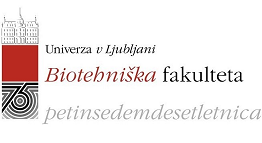 Univerza v Ljubljani
Biotehniška fakulteta
75
petinsedemdesetletnica